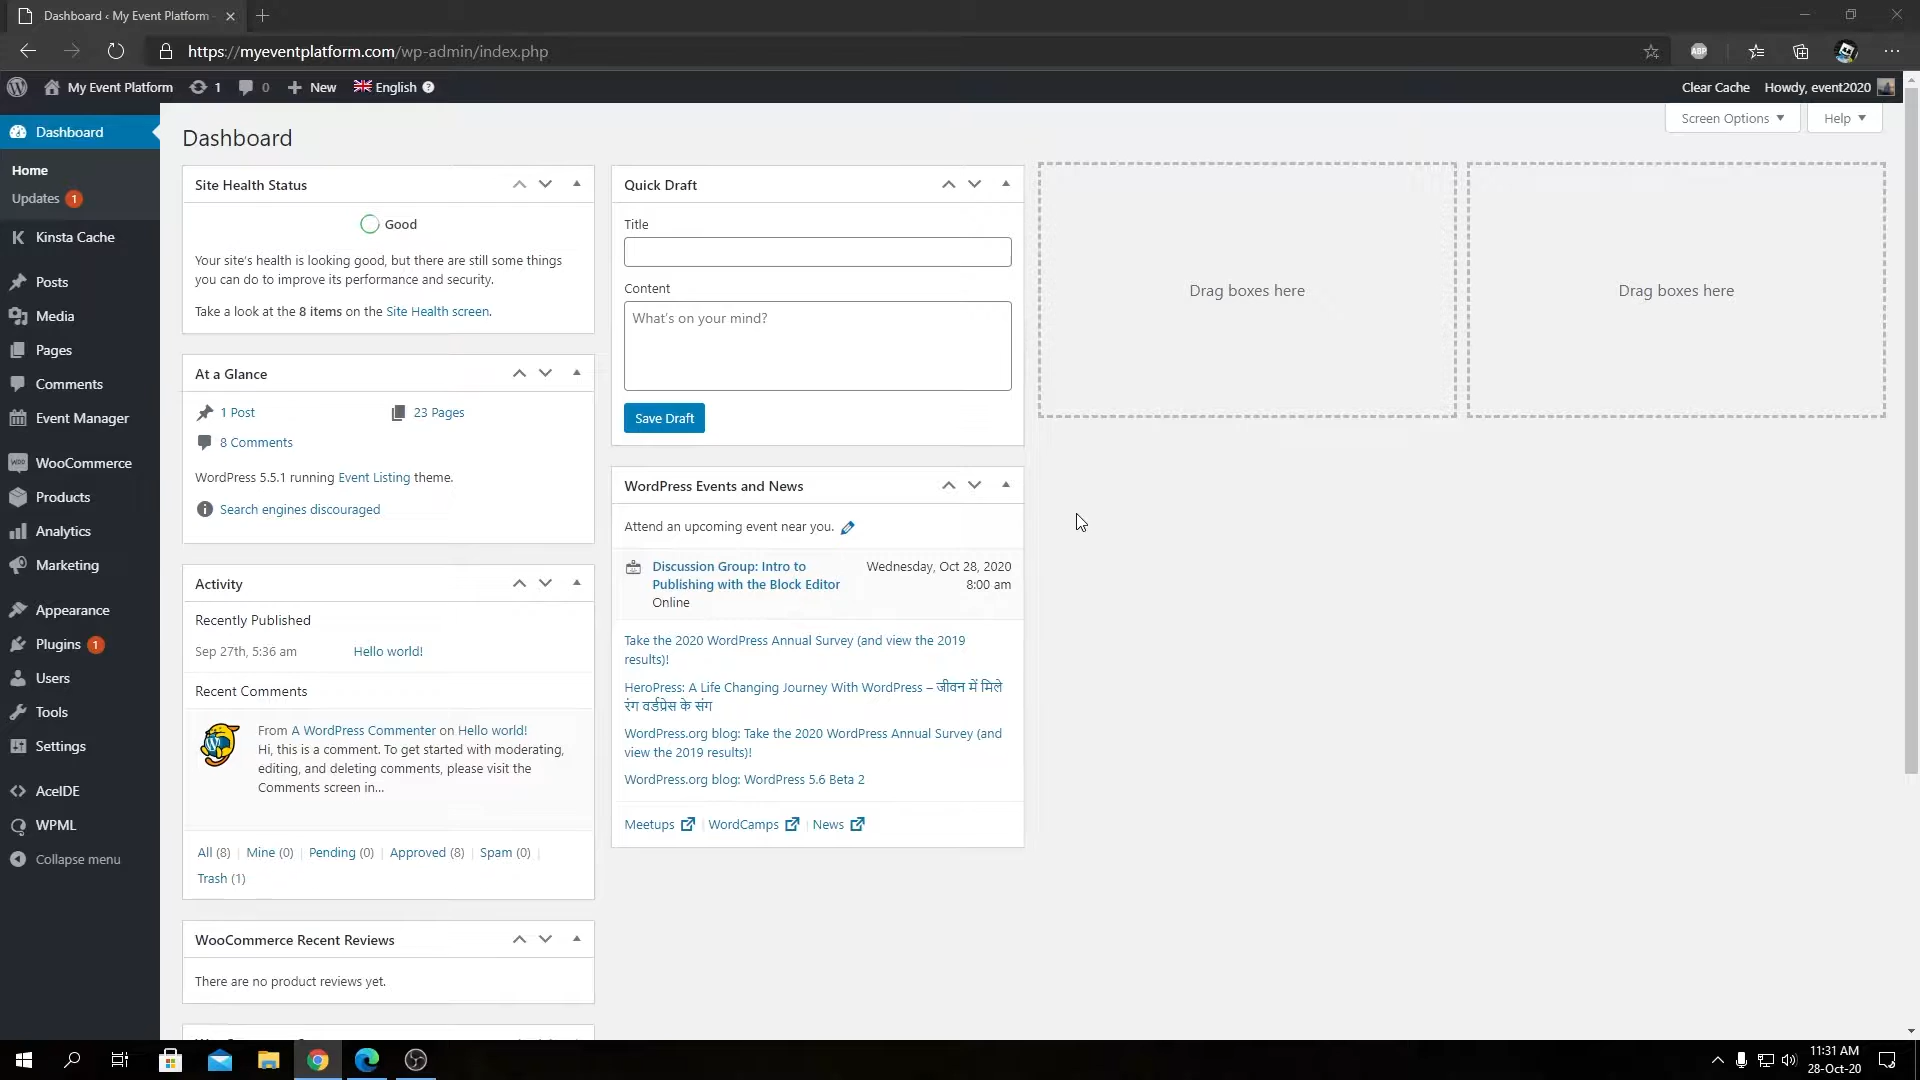 Dashboard ‹ My Event Platform
https://myeventplatform.com/wp-admin/index.php
ABP
My Event Platform
1
0
New
English
Clear Cache
Howdy, event2020
Screen Options
Help
Dashboard
Home
Updates 1
Kinsta Cache
Posts
Media
Pages
Comments
Event Manager
WooCommerce
Products
Analytics
Marketing
Appearance
Plugins 1
Users
Tools
Settings
AceIDE
WPML
Collapse menu
Dashboard
Site Health Status
Good
Your site's health is looking good, but there are still some things
you can do to improve its performance and security.
Take a look at the 8 items on the Site Health screen.
At a Glance
1 Post
23 Pages
8 Comments
WordPress 5.5.1 running Event Listing theme.
Search engines discouraged
Activity
Recently Published
Sep 27th, 5:36 am
Hello world!
Recent Comments
From A WordPress Commenter on Hello world!
Hi, this is a comment. To get started with moderating,
editing, and deleting comments, please visit the
Comments screen in...
All (8) | Mine (0) | Pending (0) | Approved (8) | Spam (0) |
Trash (1)
WooCommerce Recent Reviews
There are no product reviews yet.
Quick Draft
Title
Content
What's on your mind?
Save Draft
WordPress Events and News
Attend an upcoming event near you.
Discussion Group: Intro to
Publishing with the Block Editor
Online
Wednesday, Oct 28, 2020
8:00 am
Take the 2020 WordPress Annual Survey (and view the 2019
results)!
HeroPress: A Life Changing Journey With WordPress – जीवन में मिले
रंग वर्डप्रेस के संग
WordPress.org blog: Take the 2020 WordPress Annual Survey (and
view the 2019 results)!
WordPress.org blog: WordPress 5.6 Beta 2
Meetups | WordCamps | News
Drag boxes here
Drag boxes here
11:31 AM
28-Oct-20